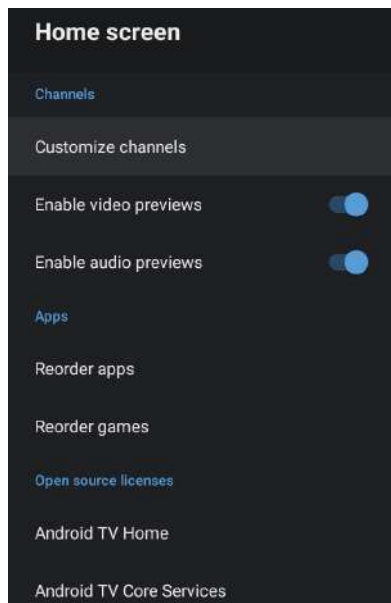 Home screen
Channels
Customize channels
Enable video previews
Enable audio previews
Apps
Reorder apps
Reorder games
Open source licenses
Android TV Home
Android TV Core Services